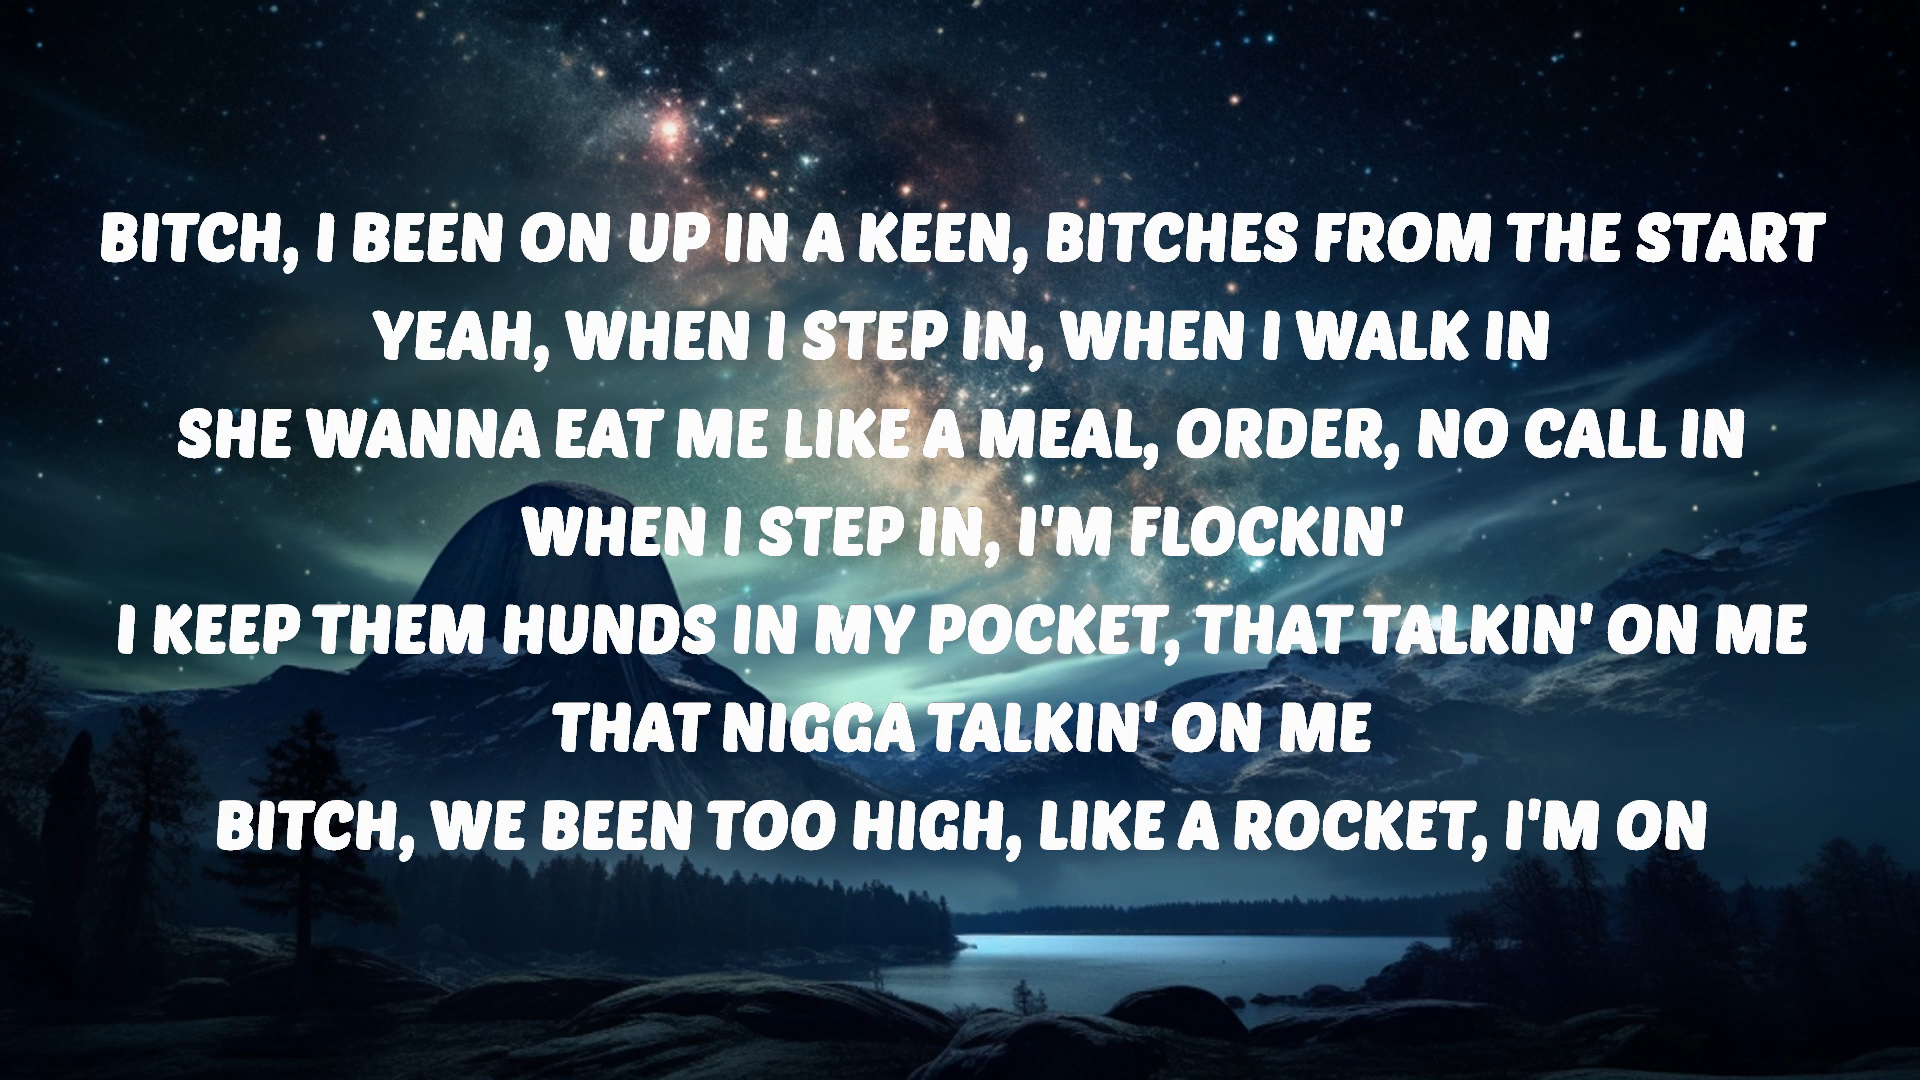 BITCH, I BEEN ON UP IN A KEEN, BITCHES FROM THE START
YEAH, WHEN I STEP IN, WHEN I WALK IN
SHE WANNA EAT ME LIKE A MEAL, ORDER, NO CALL IN
WHEN I STEP IN, I'M FLOCKIN'
I KEEP THEM HUNDS IN MY POCKET, THAT TALKIN' ON ME
THAT NIGGA TALKIN' ON ME
BITCH, WE BEEN TOO HIGH, LIKE A ROCKET, I'M ON